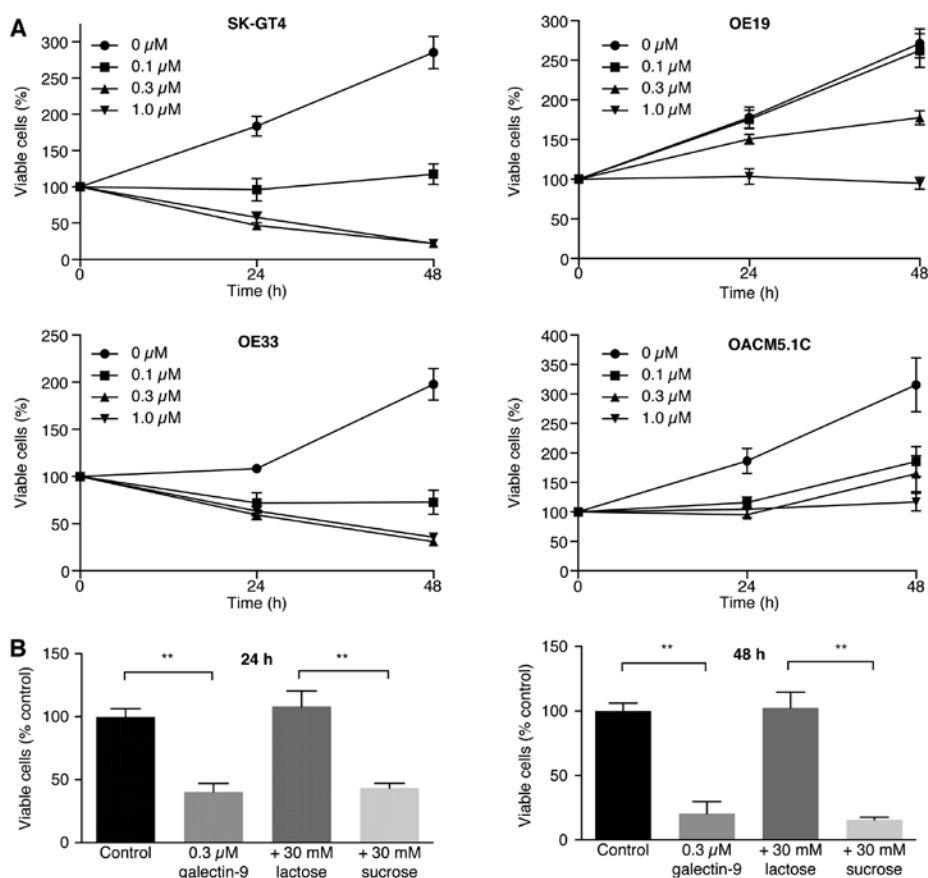 A
SK-GT4
0 µM
0.1 µM
0.3 µM
1.0 µM
Viable cells (%)
300
250
200
150
100
50
0
0
24
48
Time (h)
OE19
0 µM
0.1 µM
0.3 µM
1.0 µM
Viable cells (%)
300
250
200
150
100
50
0
0
24
48
Time (h)
OE33
0 µM
0.1 µM
0.3 µM
1.0 µM
Viable cells (%)
250
200
150
100
50
0
0
24
48
Time (h)
OACM5.1C
0 µM
0.1 µM
0.3 µM
1.0 µM
Viable cells (%)
400
350
300
250
200
150
100
50
0
0
24
48
Time (h)
B
24 h
** **
Viable cells (% control)
150
100
50
0
Control 0.3 µM + 30 mM + 30 mM
galectin-9 lactose sucrose
48 h
** **
Viable cells (% control)
150
100
50
0
Control 0.3 µM + 30 mM + 30 mM
galectin-9 lactose sucrose